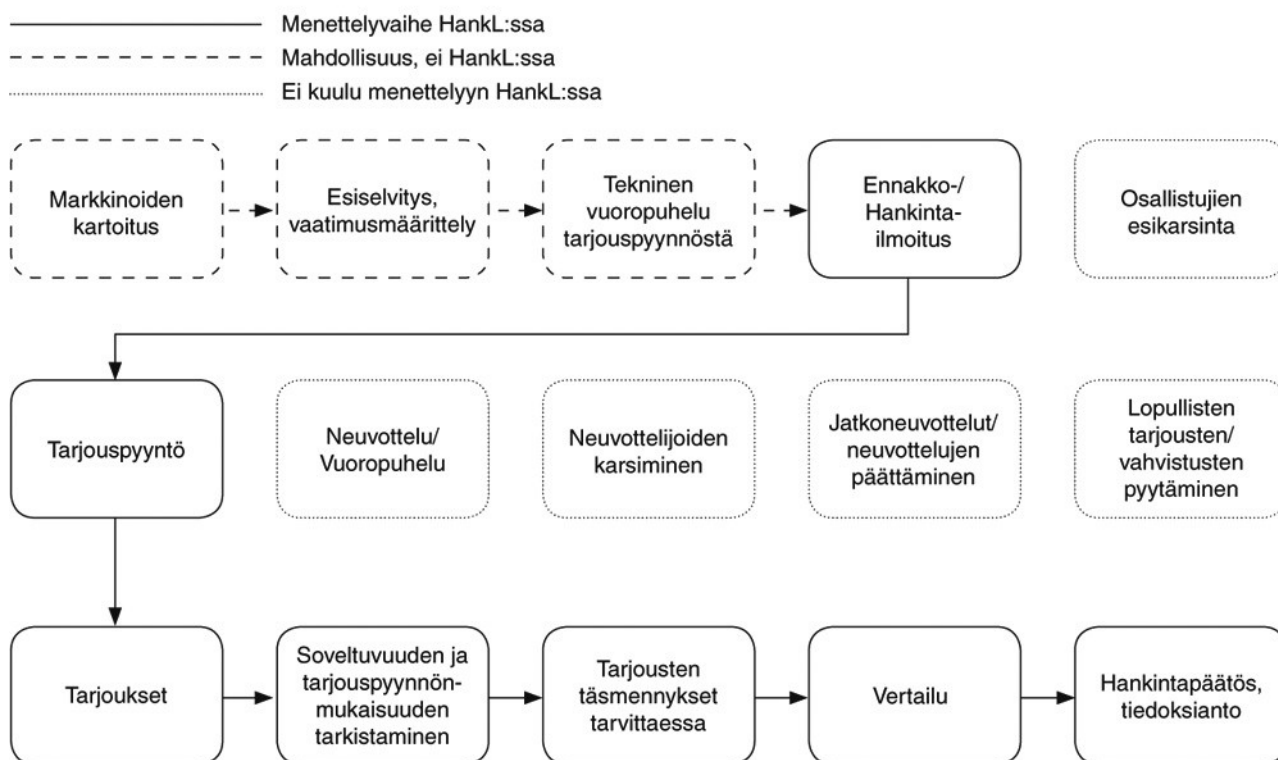 Menettelyvaihe HankL:ssa
Mahdollisuus, ei HankL:ssa
Ei kuulu menettelyyn HankL:ssa
Markkinoiden
kartoitus
Esiselvitys,
vaatimusmäärittely
Tekninen
vuoropuhelu
tarjouspyynnöstä
Ennakko-/
Hankinta-
ilmoitus
Osallistujien
esikarsinta
Tarjouspyyntö
Neuvottelu/
Vuoropuhelu
Neuvottelijoiden
karsiminen
Jatkoneuvottelut/
neuvottelujen
päättäminen
Lopullisten
tarjousten/
vahvistusten
pyytäminen
Tarjoukset
Soveltuvuuden ja
tarjouspyynnön-
mukaisuuden
tarkistaminen
Tarjousten
täsmennykset
tarvittaessa
Vertailu
Hankintapäätös,
tiedoksianto